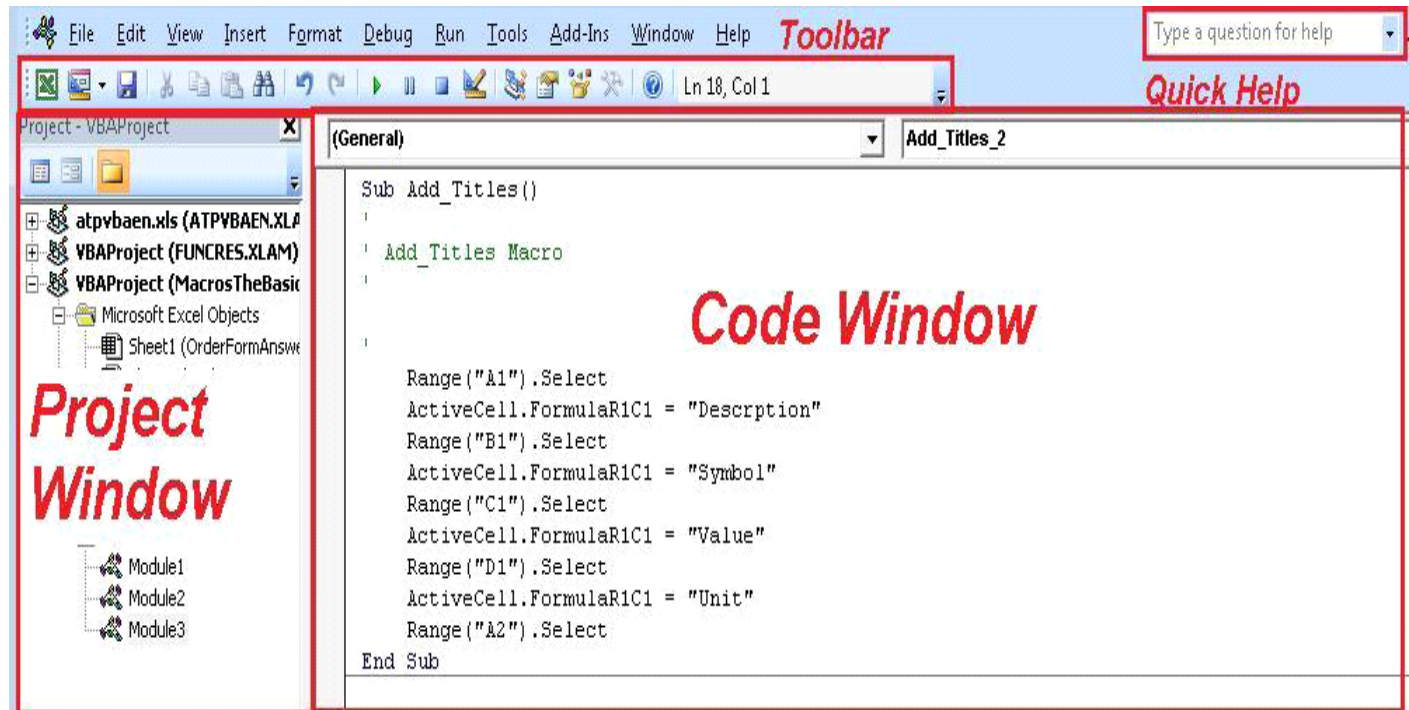 File Edit View Insert Format Debug Run Tools Add-Ins Window Help Toolbar
Type a question for help
Ln 18, Col 1
Quick Help
Project - VBAProject
(General)
Add_Titles_2
atpvbaen.xls (ATPVBAEN.XLA
VBAProject (FUNCRES.XLAM)
VBAProject (MacrosTheBasic
Microsoft Excel Objects
Sheet1 (OrderFormAnswe
Project
Window
Module1
Module2
Module3
Sub Add_Titles()
'
' Add_Titles Macro
'
Code Window
'
Range("A1").Select
ActiveCell.FormulaR1C1 = "Descrption"
Range("B1").Select
ActiveCell.FormulaR1C1 = "Symbol"
Range("C1").Select
ActiveCell.FormulaR1C1 = "Value"
Range("D1").Select
ActiveCell.FormulaR1C1 = "Unit"
Range("A2").Select
End Sub